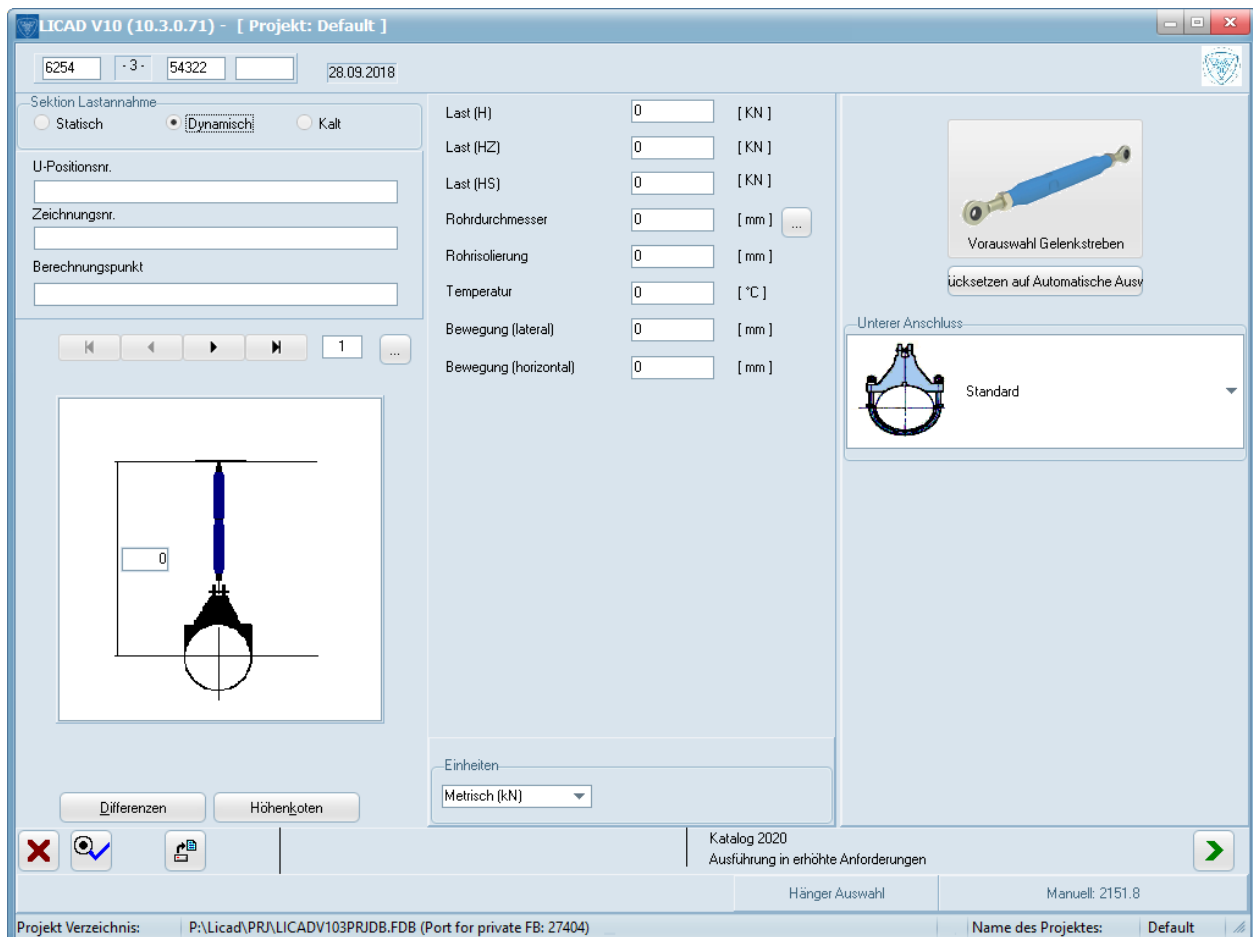 LICAD V10 (10.3.0.71) - [ Projekt: Default ]
6254 - 3 - 54322 28.09.2018
Sektion Lastannahme
Statisch Dynamisch Kalt
U-Positionsnr.
Zeichnungsnr.
Berechnungspunkt
1 ...
0
Differenzen Höhenkoten
Last (H) 0 [ KN ]
Last (HZ) 0 [ KN ]
Last (HS) 0 [ KN ]
Rohrdurchmesser 0 [ mm ] ...
Rohrisolierung 0 [ mm ]
Temperatur 0 [ °C ]
Bewegung (lateral) 0 [ mm ]
Bewegung (horizontal) 0 [ mm ]
Einheiten
Metrisch (kN)
Vorauswahl Gelenkstreben
ücksetzen auf Automatische Ausw
Unterer Anschluss
Standard
Katalog 2020
Ausführung in erhöhte Anforderungen
Hänger Auswahl Manuell: 2151.8
Projekt Verzeichnis: P:\Licad\PRJ\LICADV103PRJDB.FDB (Port for private FB: 27404) Name des Projektes: Default